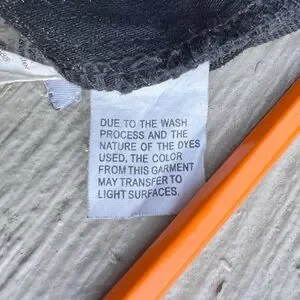 DUE TO THE WASH
PROCESS AND THE
NATURE OF THE DYES
USED, THE COLOR
FROM THIS GARMENT
MAY TRANSFER TO
LIGHT SURFACES.